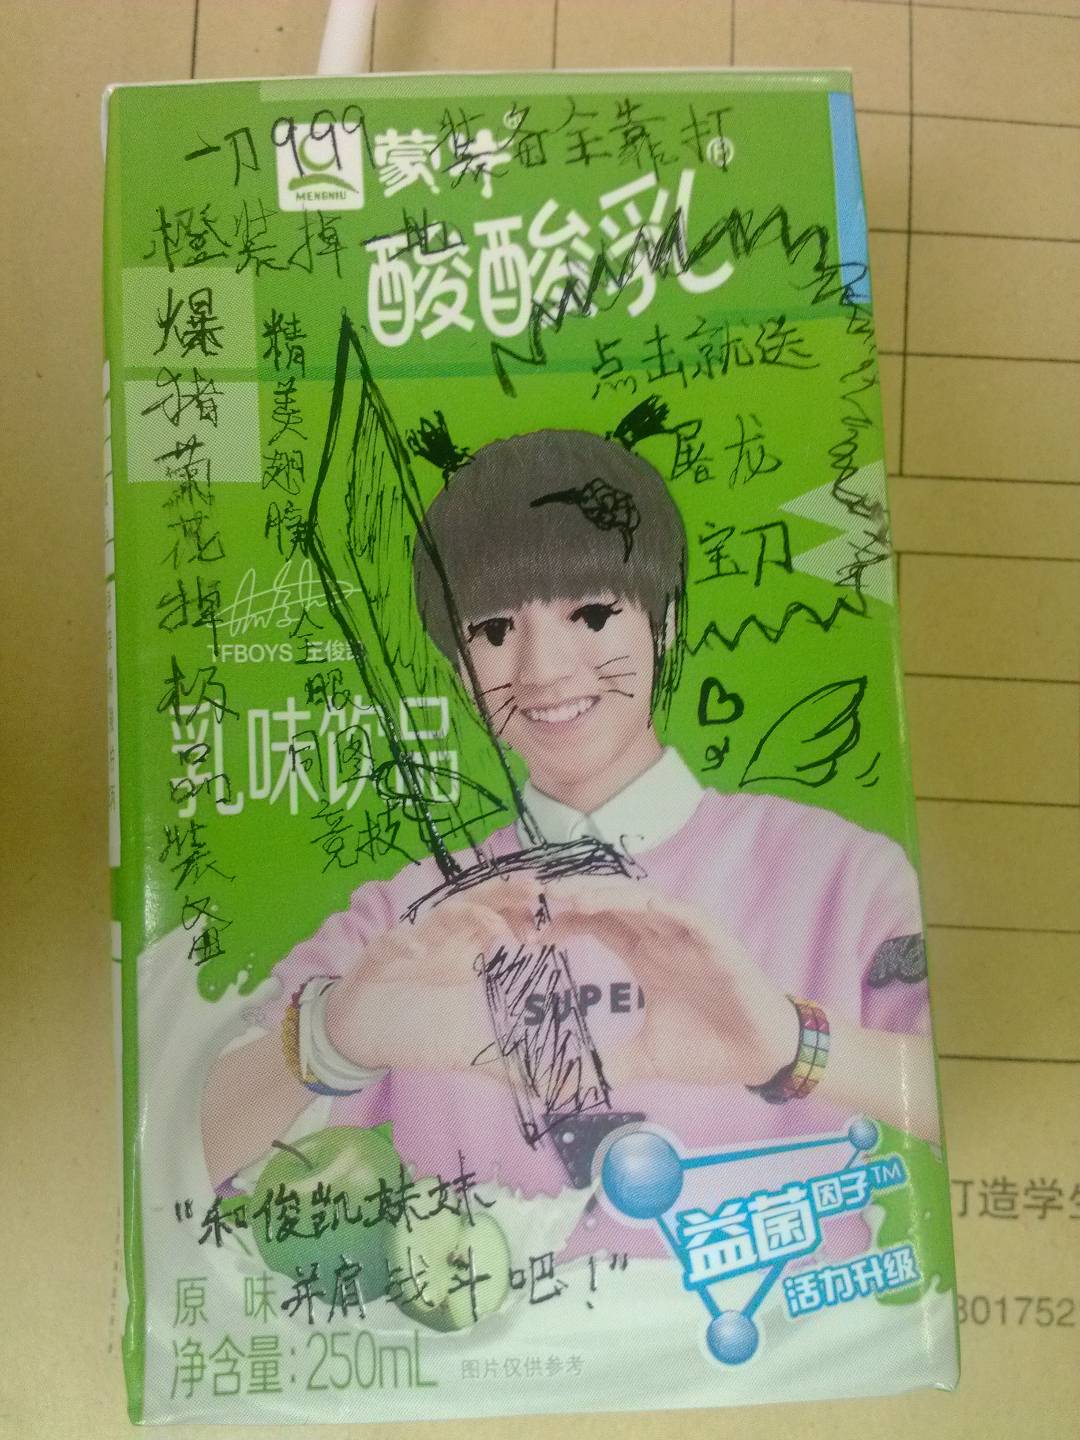 一刀999 装备全靠打
MENGNIU
蒙牛
酸酸乳
橙装掉一地
爆猪菊花掉极品装备
精美翅膀
点击就送
屠龙
宝刀
TFBOYS 王俊凯
全服
同图
竞技
乳味饮品
SUPER
"和俊凯妹妹
并肩战斗吧！"
益菌因子™
活力升级
原味
净含量:250mL
图片仅供参考
打造学生
301752